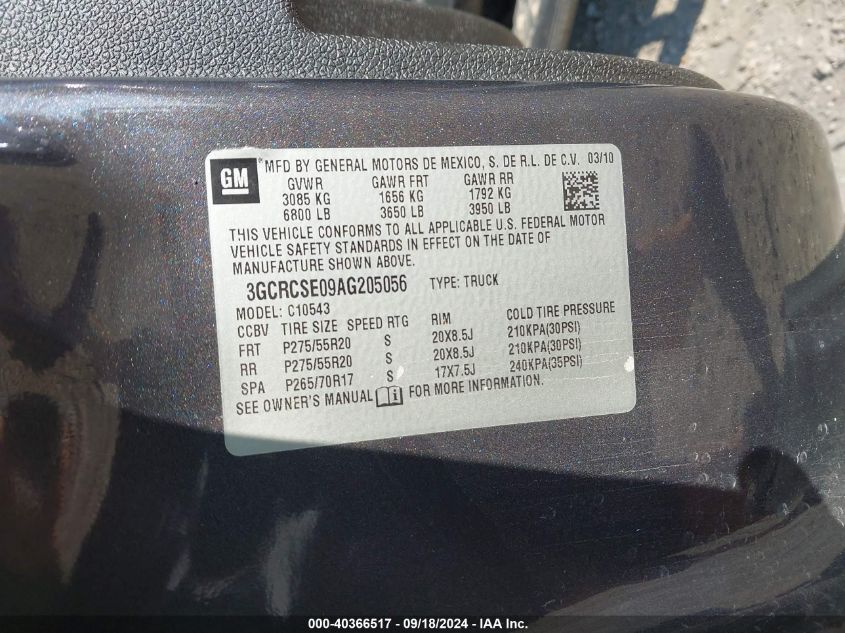 GM ® MFD BY GENERAL MOTORS DE MEXICO, S. DE R.L. DE C.V. 03/10
GVWR GAWR FRT GAWR RR
3085 KG 1656 KG 1792 KG
6800 LB 3650 LB 3950 LB
THIS VEHICLE CONFORMS TO ALL APPLICABLE U.S. FEDERAL MOTOR
VEHICLE SAFETY STANDARDS IN EFFECT ON THE DATE OF
MANUFACTURE SHOWN ABOVE.
3GCRCSE09AG205056 TYPE: TRUCK
MODEL: C10543
CCBV TIRE SIZE SPEED RTG RIM COLD TIRE PRESSURE
FRT P275/55R20 S 20X8.5J 210KPA(30PSI)
RR P275/55R20 S 20X8.5J 210KPA(30PSI)
SPA P265/70R17 S 17X7.5J 240KPA(35PSI)
SEE OWNER'S MANUAL FOR MORE INFORMATION.
000-40366517 - 09/18/2024 - IAA Inc.